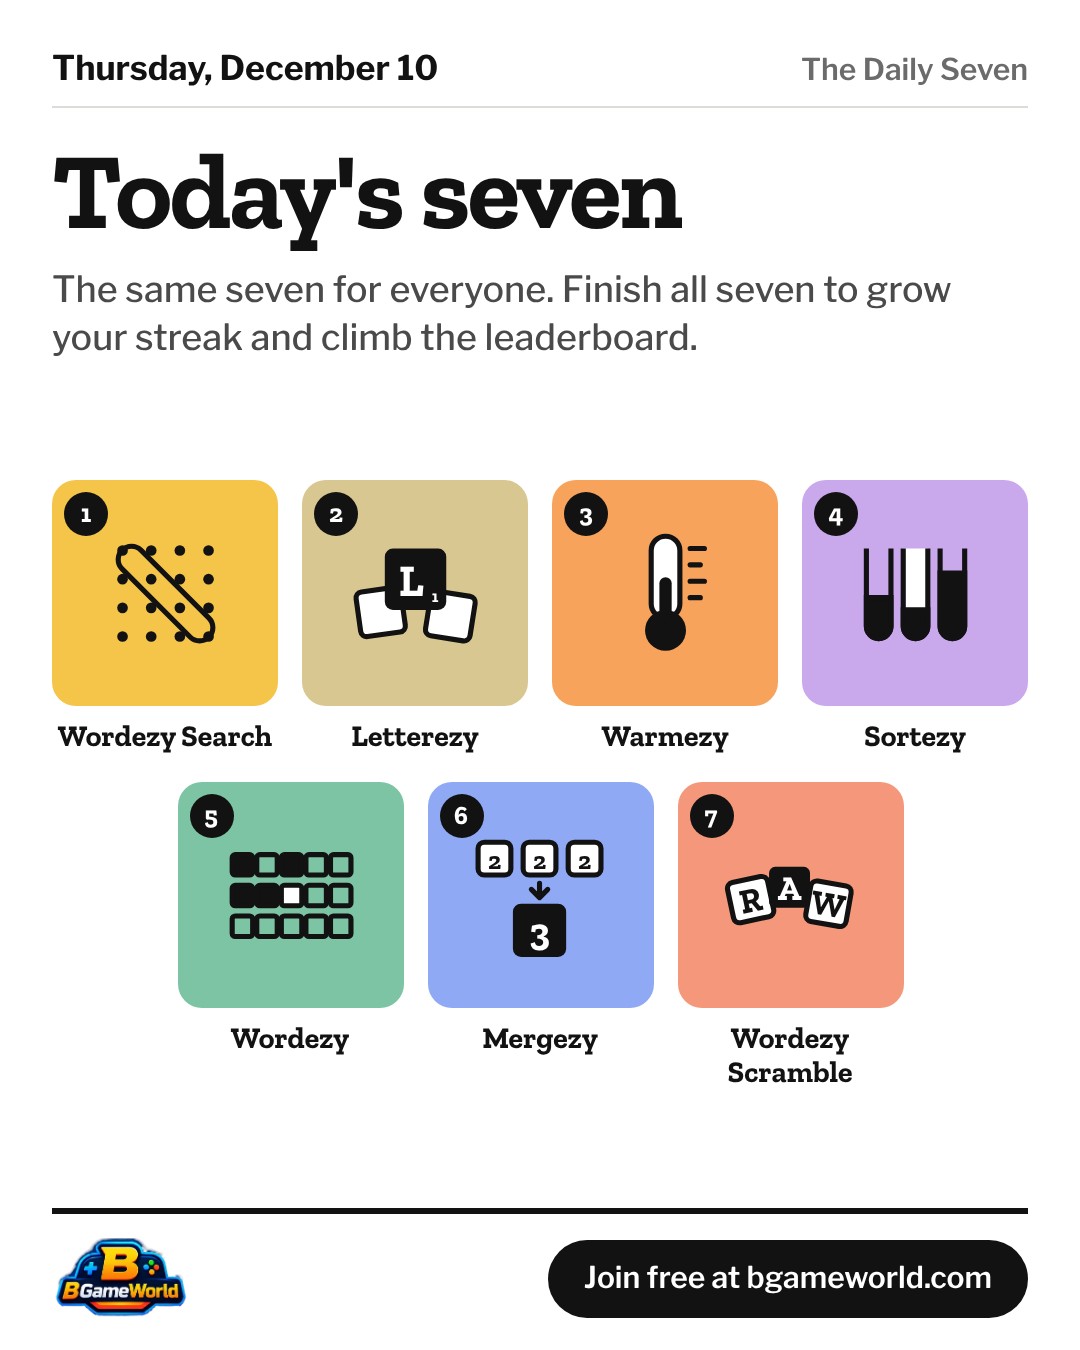 Thursday, December 10
The Daily Seven
Today's seven
The same seven for everyone. Finish all seven to grow
your streak and climb the leaderboard.
1
2
3
4
L
1
Wordezy Search
Letterezy
Warmezy
Sortezy
5
6
7
2 2 2
3
R A W
Wordezy
Mergezy
Wordezy
Scramble
B
BGameWorld
Join free at bgameworld.com